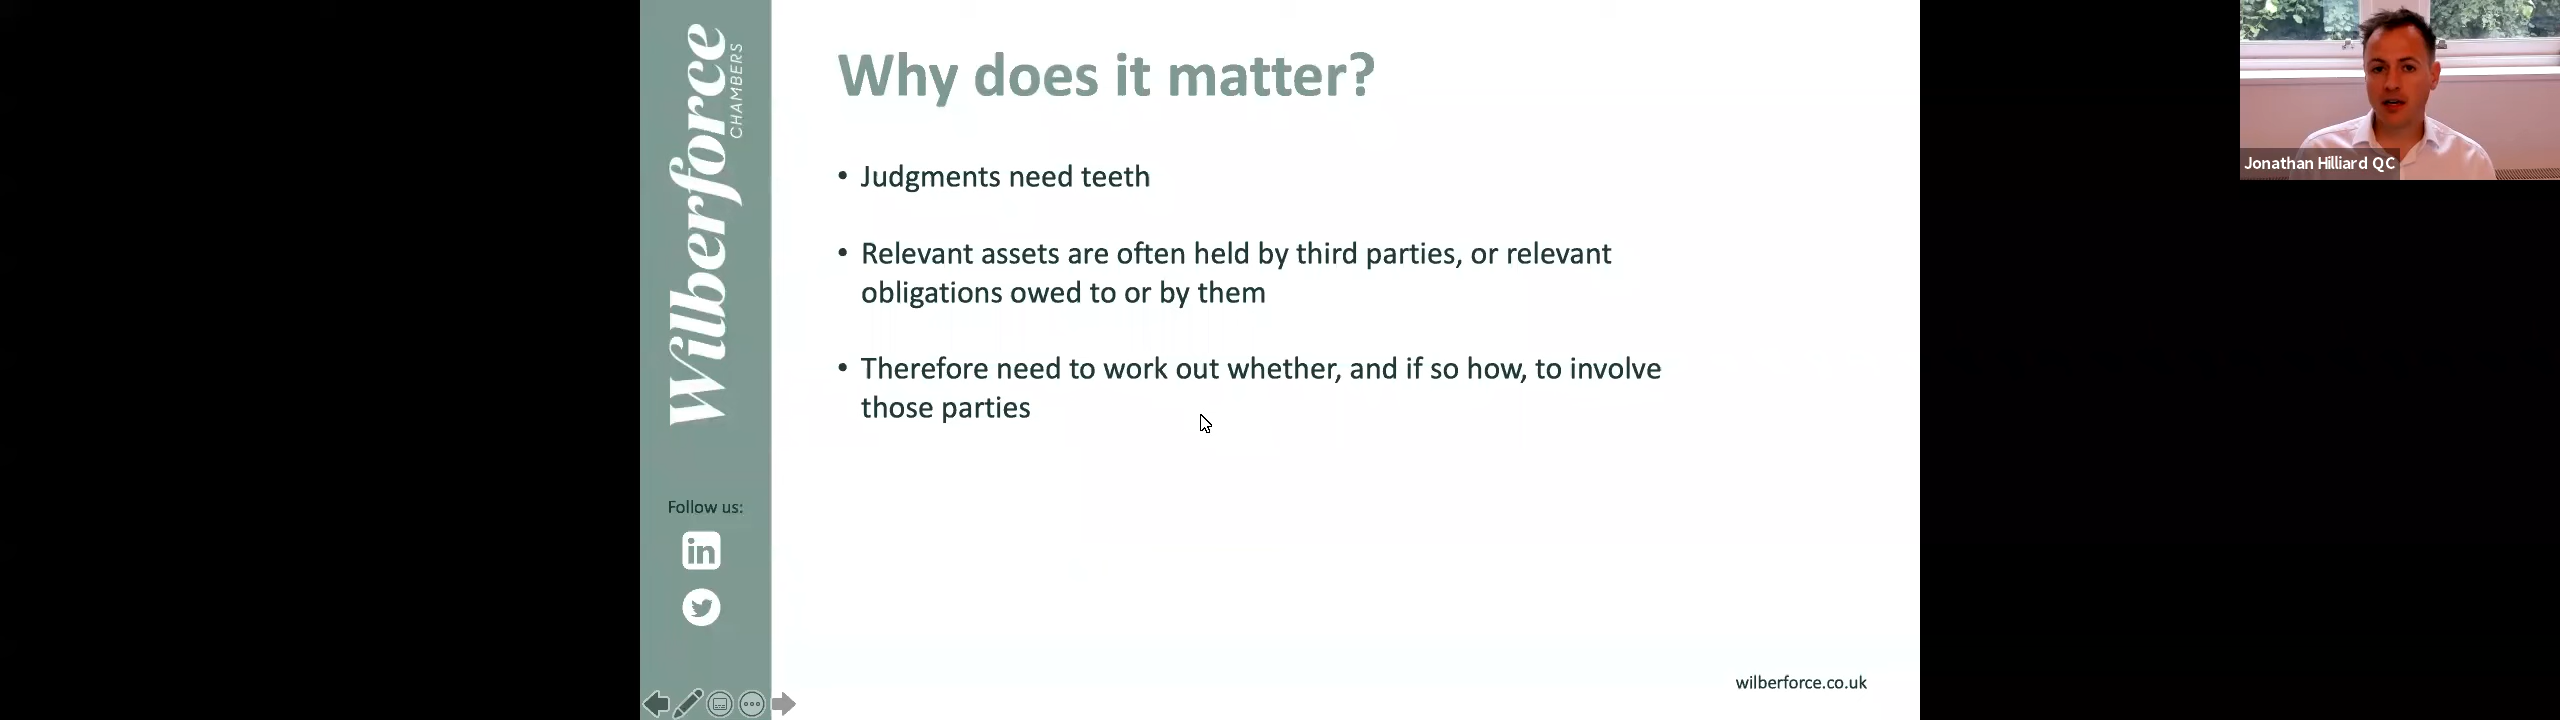 Wilberforce
CHAMBERS
Why does it matter?
• Judgments need teeth
• Relevant assets are often held by third parties, or relevant
obligations owed to or by them
• Therefore need to work out whether, and if so how, to involve
those parties
Follow us:
in
wilberforce.co.uk
Jonathan Hilliard QC